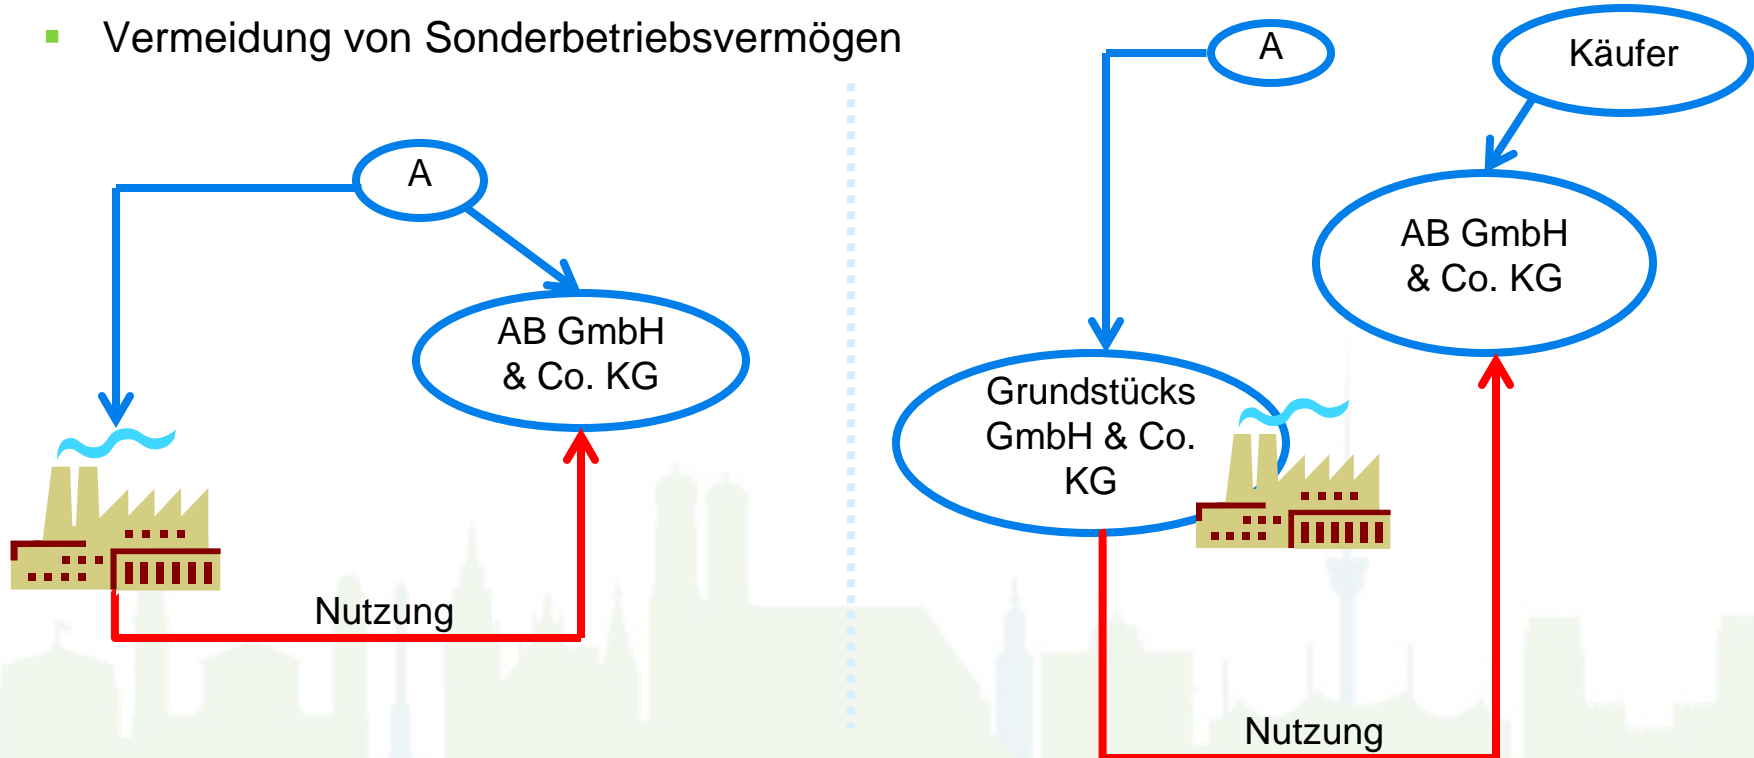 Vermeidung von Sonderbetriebsvermögen
A
AB GmbH
& Co. KG
Nutzung
A
Käufer
AB GmbH
& Co. KG
Grundstücks
GmbH & Co.
KG
Nutzung